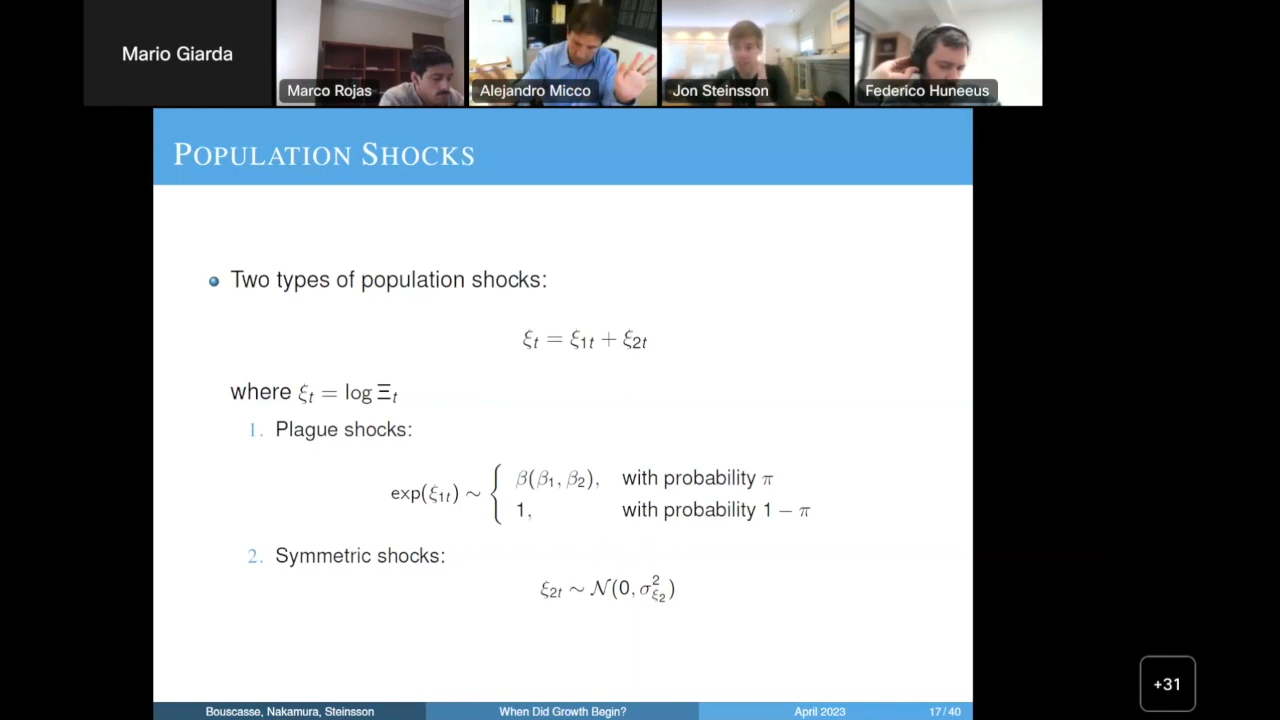 Mario Giarda
Marco Rojas
Alejandro Micco
Jon Steinsson
Federico Huneeus
POPULATION SHOCKS
Two types of population shocks:
ξt = ξ1t + ξ2t
where ξt = log Ξt
1. Plague shocks:
exp(ξ1t) ∼ { β(β1, β2), with probability π
1, with probability 1 − π
2. Symmetric shocks:
ξ2t ∼ N(0, σ²ξ2)
Bouscasse, Nakamura, Steinsson When Did Growth Begin? April 2023 17/40
+31